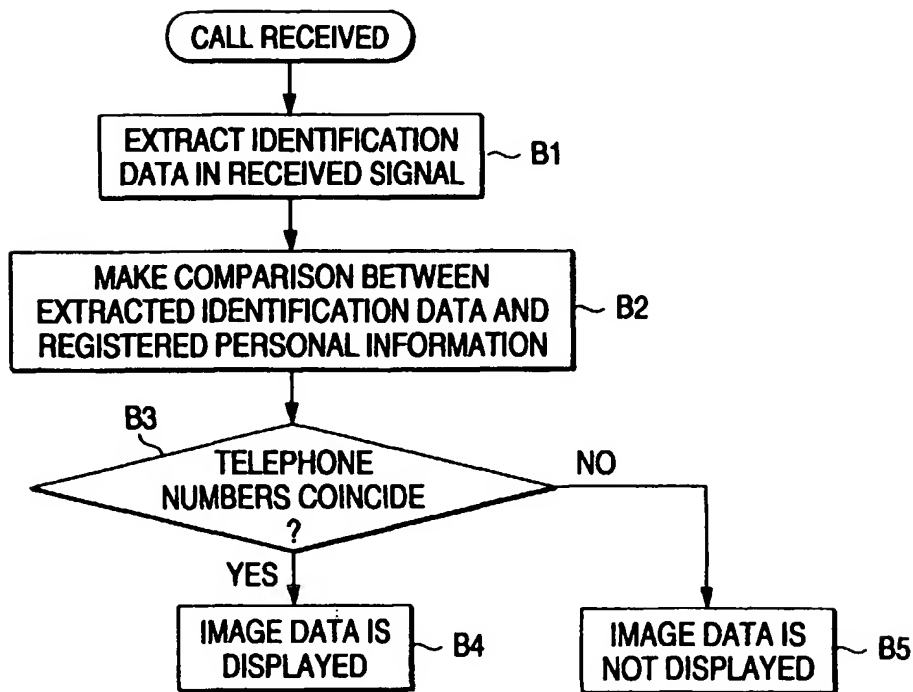 CALL RECEIVED
EXTRACT IDENTIFICATION
DATA IN RECEIVED SIGNAL
B1
MAKE COMPARISON BETWEEN
EXTRACTED IDENTIFICATION DATA AND
REGISTERED PERSONAL INFORMATION
B2
B3
TELEPHONE
NUMBERS COINCIDE
?
NO
YES
IMAGE DATA IS
DISPLAYED
B4
IMAGE DATA IS
NOT DISPLAYED
B5